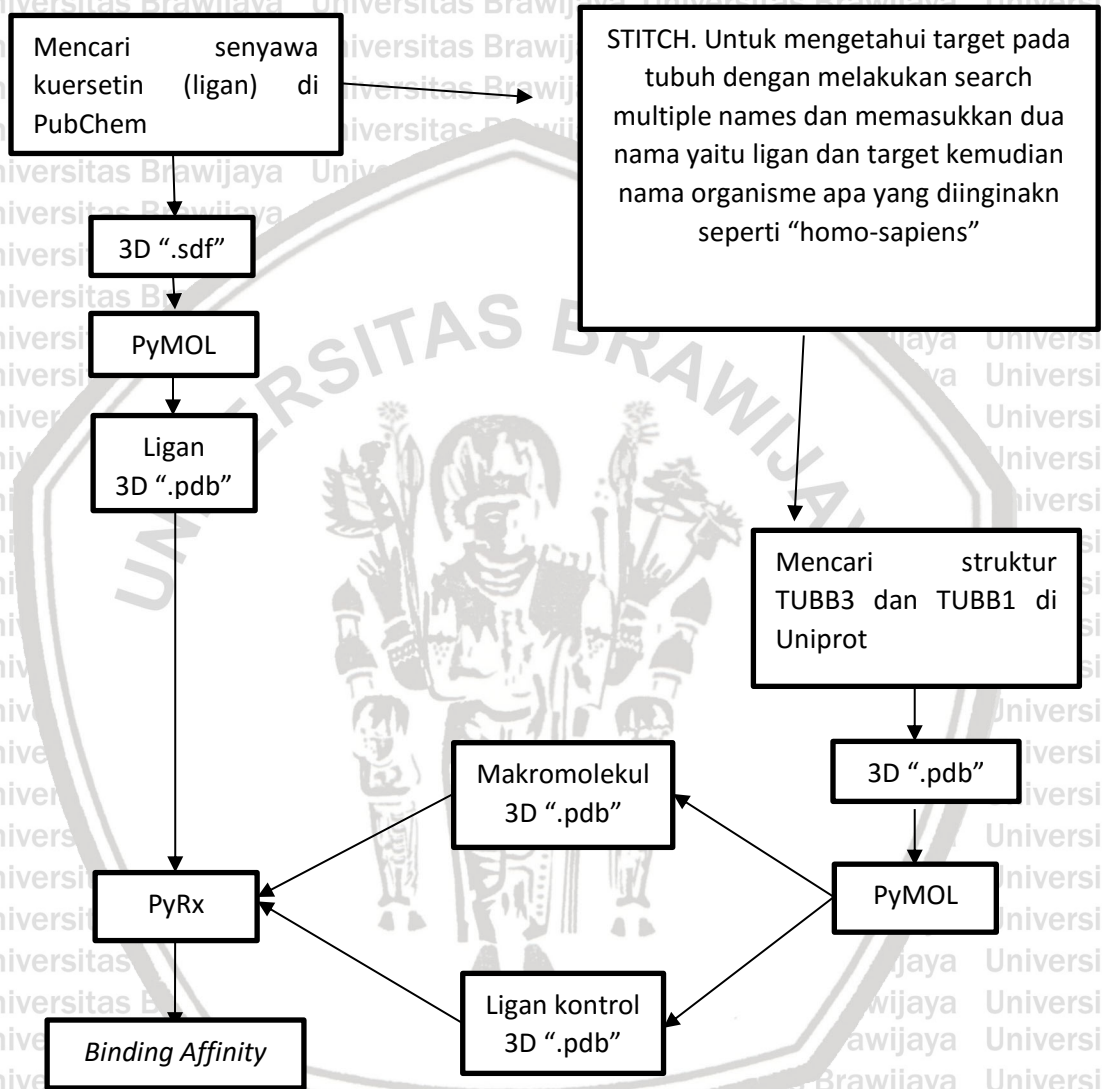 Mencari senyawa
kuersetin (ligan) di
PubChem
STITCH. Untuk mengetahui target pada
tubuh dengan melakukan search
multiple names dan memasukkan dua
nama yaitu ligan dan target kemudian
nama organisme apa yang diinginakn
seperti “homo-sapiens”
3D “.sdf”
PyMOL
Ligan
3D “.pdb”
Mencari struktur
TUBB3 dan TUBB1 di
Uniprot
3D “.pdb”
PyMOL
Makromolekul
3D “.pdb”
Ligan kontrol
3D “.pdb”
PyRx
Binding Affinity
UNIVERSITAS BRAWIJAYA